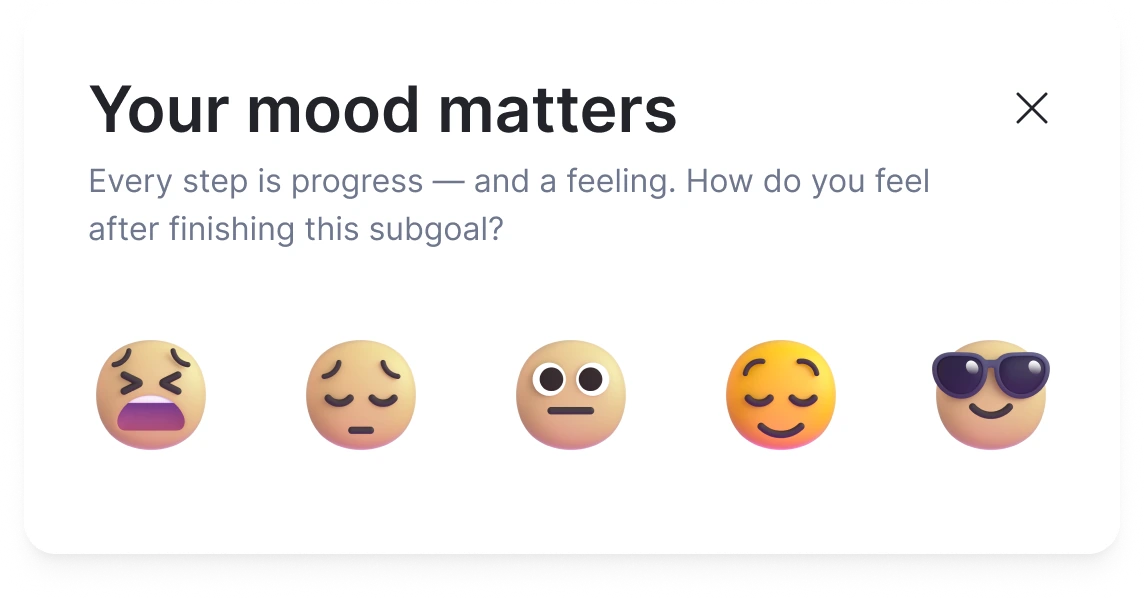 Your mood matters
Every step is progress — and a feeling. How do you feel
after finishing this subgoal?